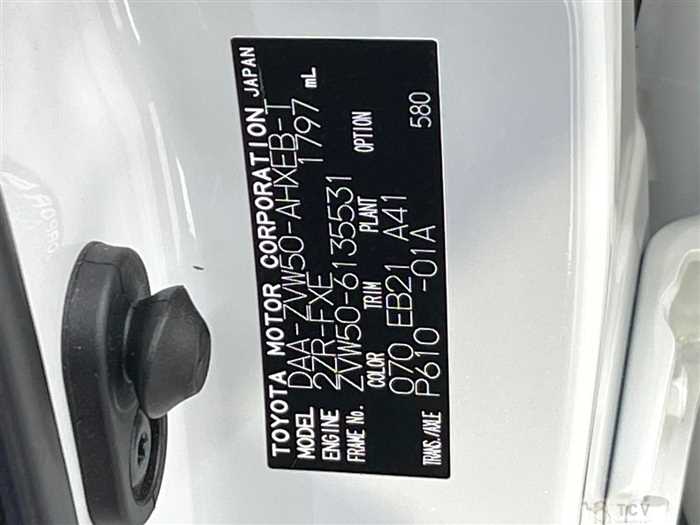 TOYOTA MOTOR CORPORATION JAPAN
MODEL DAA-ZVW50-AHXEB-T
ENGINE 2ZR-FXE 1797 mL
FRAME No. ZVW50-6135531
COLOR TRIM PLANT OPTION
070 EB21 A41 580
TRANS./AXLE P610 -01A
TCV